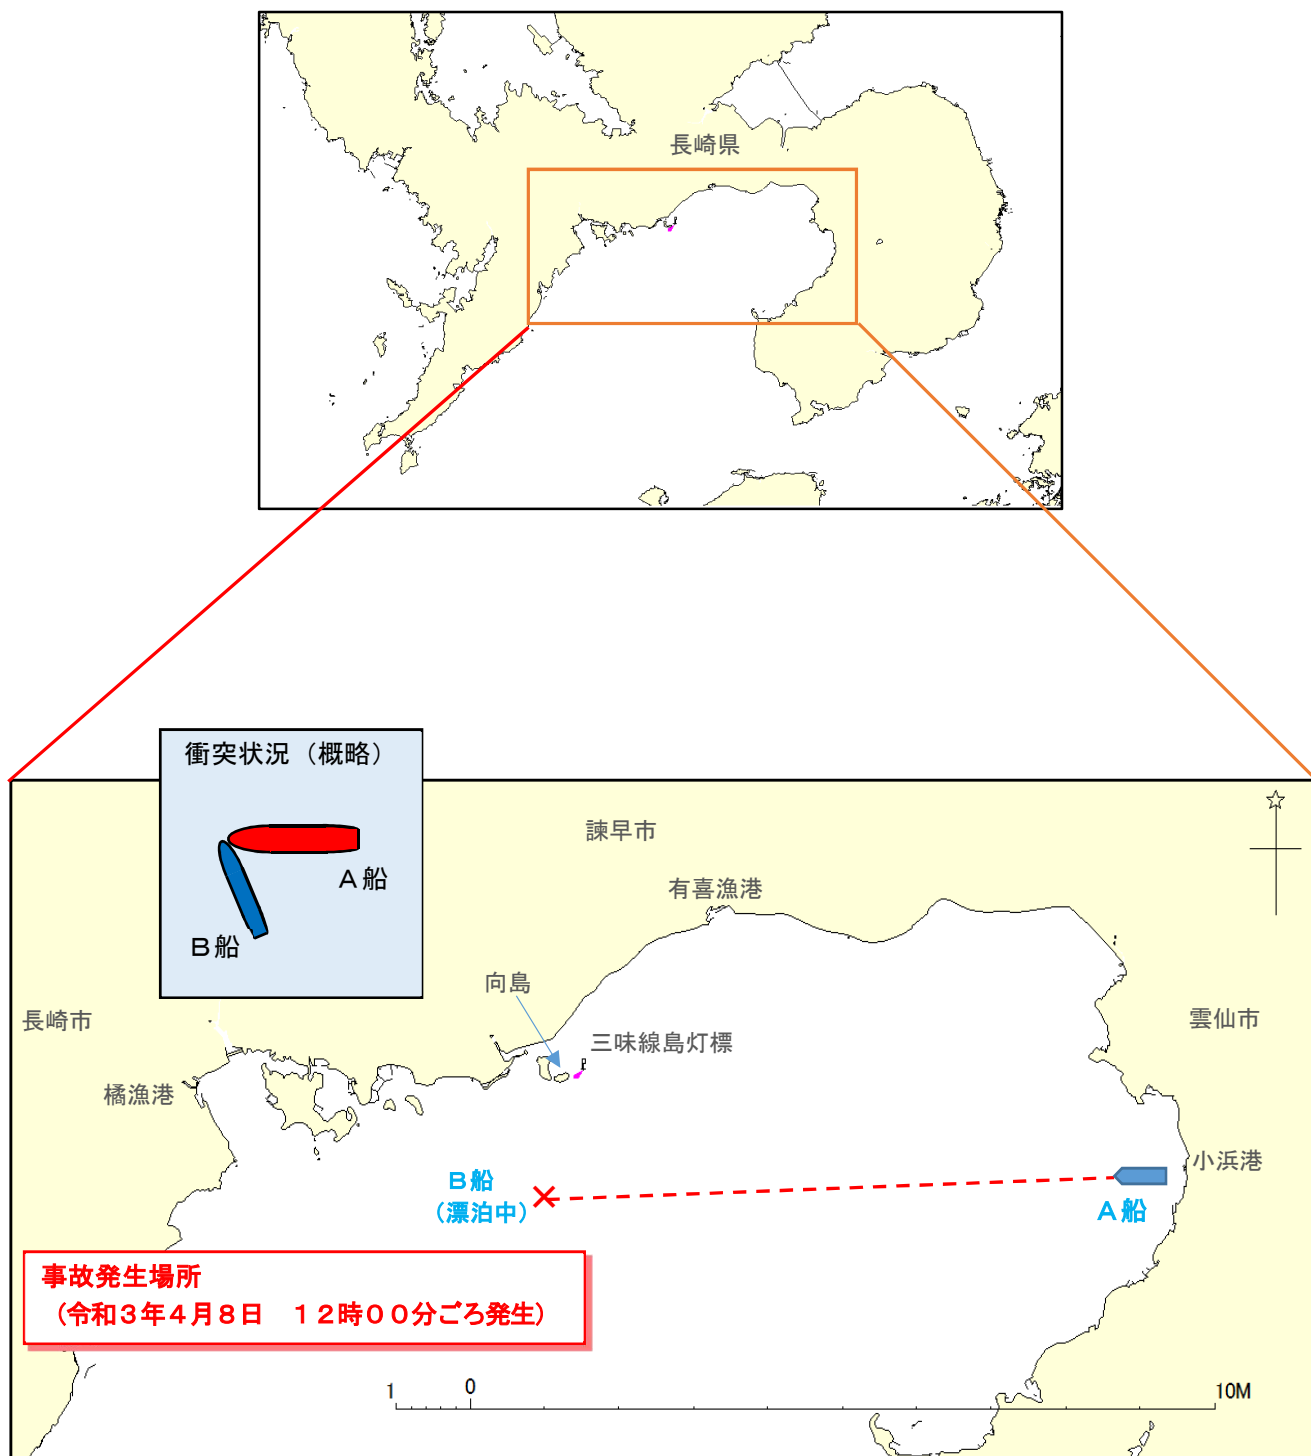 長崎県
衝突状況（概略）
A船
B船
諫早市
有喜漁港
向島
三味線島灯標
長崎市
橘漁港
雲仙市
小浜港
B船
（漂泊中）
A船
事故発生場所
（令和3年4月8日　12時00分ごろ発生）
1 0 10M